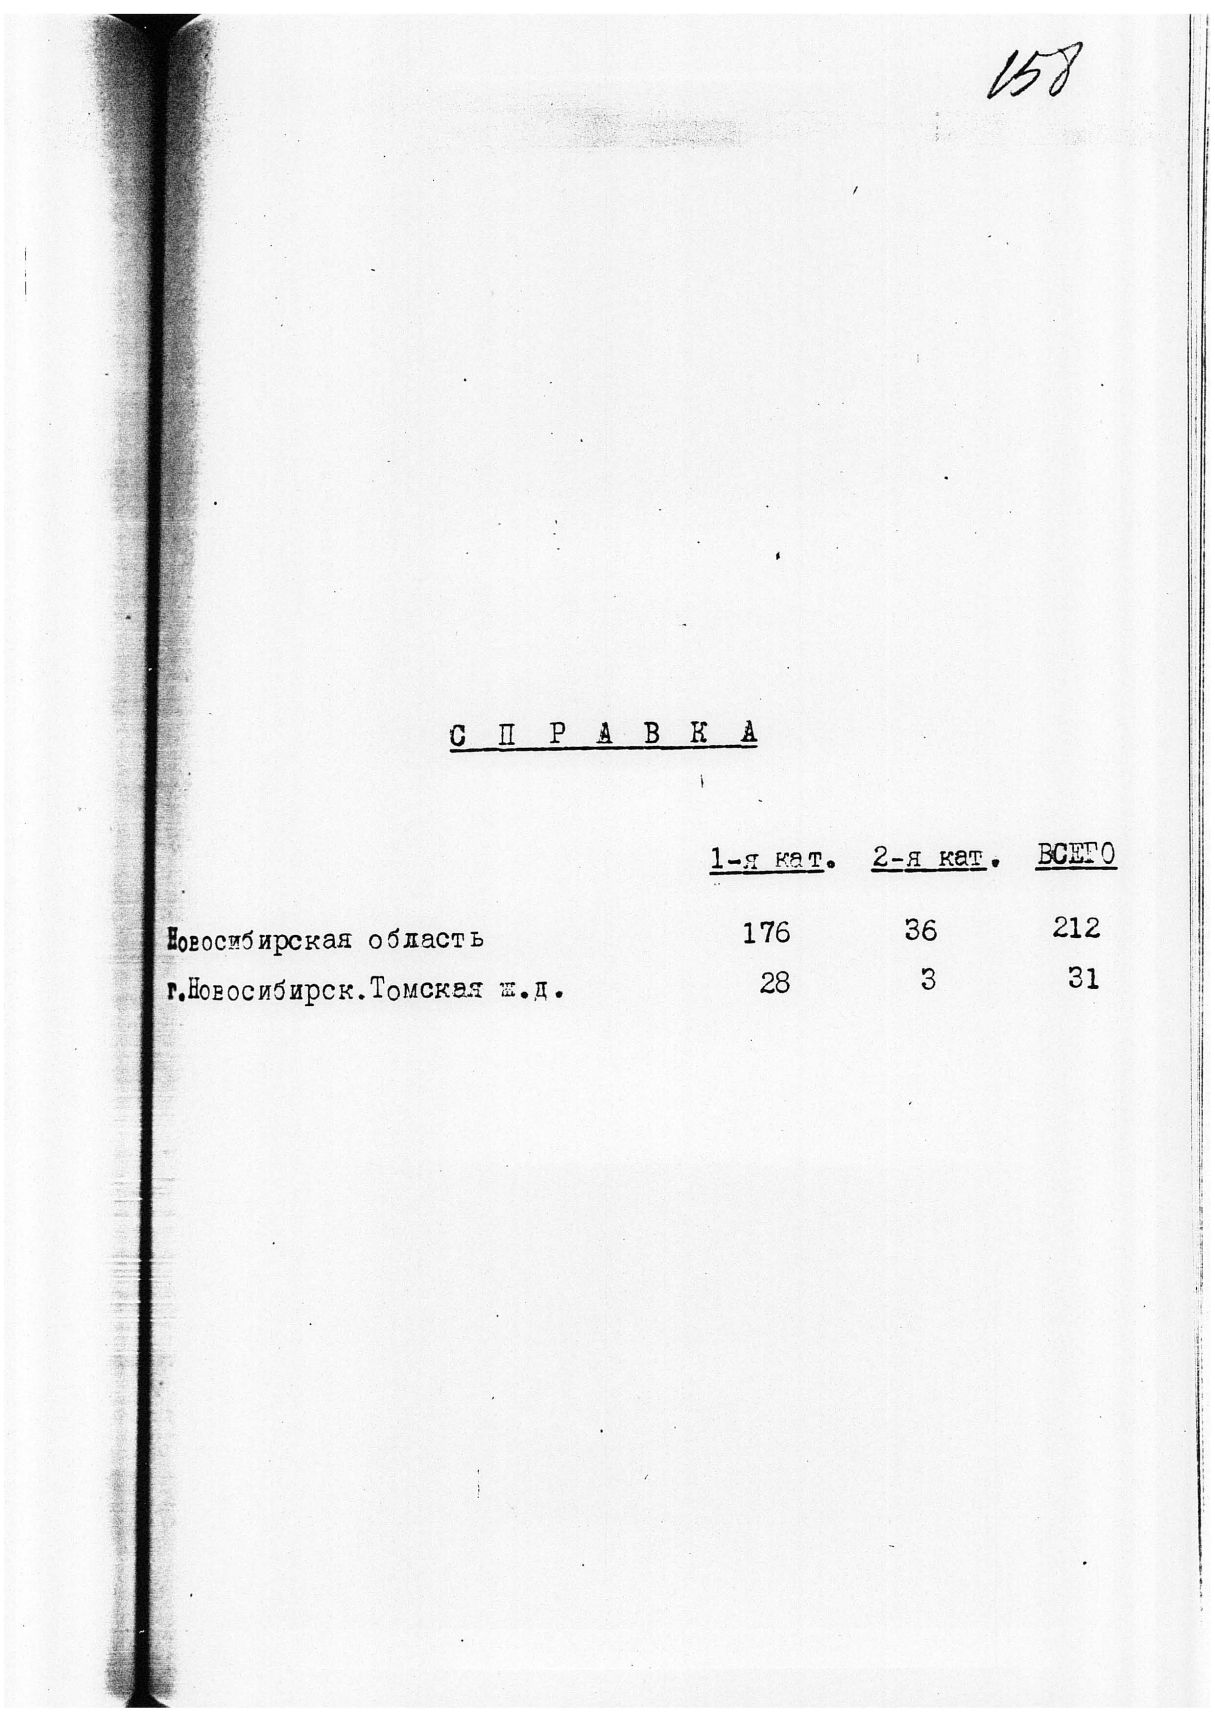 158
С П Р А В К А
1-я кат. 2-я кат. ВСЕГО
Новосибирская область 176 36 212
г.Новосибирск.Томская ж.д. 28 3 31